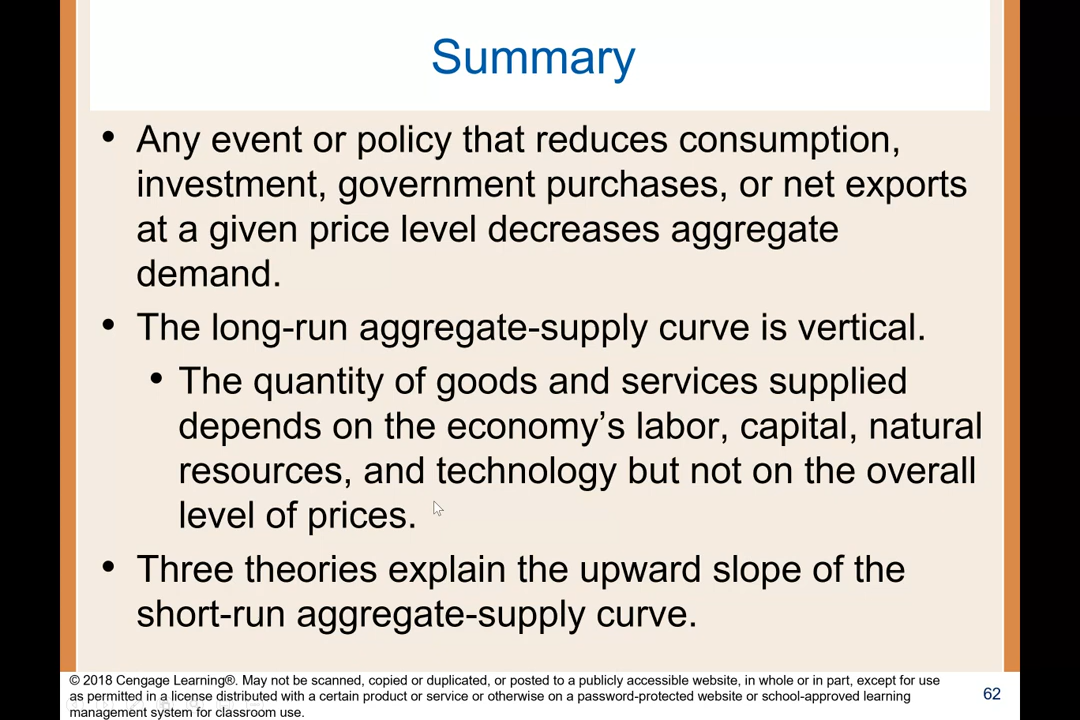 Summary
• Any event or policy that reduces consumption,
investment, government purchases, or net exports
at a given price level decreases aggregate
demand.
• The long-run aggregate-supply curve is vertical.
• The quantity of goods and services supplied
depends on the economy’s labor, capital, natural
resources, and technology but not on the overall
level of prices.
• Three theories explain the upward slope of the
short-run aggregate-supply curve.
© 2018 Cengage Learning®. May not be scanned, copied or duplicated, or posted to a publicly accessible website, in whole or in part, except for use
as permitted in a license distributed with a certain product or service or otherwise on a password-protected website or school-approved learning
management system for classroom use.
62